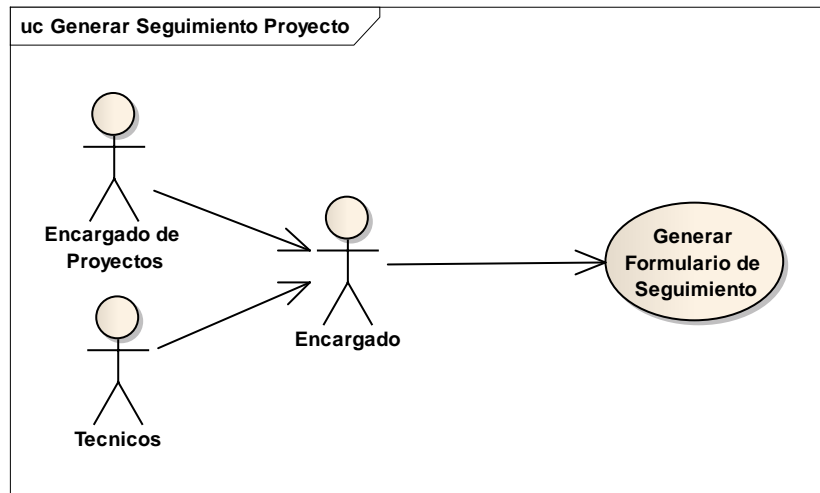 uc Generar Seguimiento Proyecto
Encargado de
Proyectos
Tecnicos
Encargado
Generar
Formulario de
Seguimiento